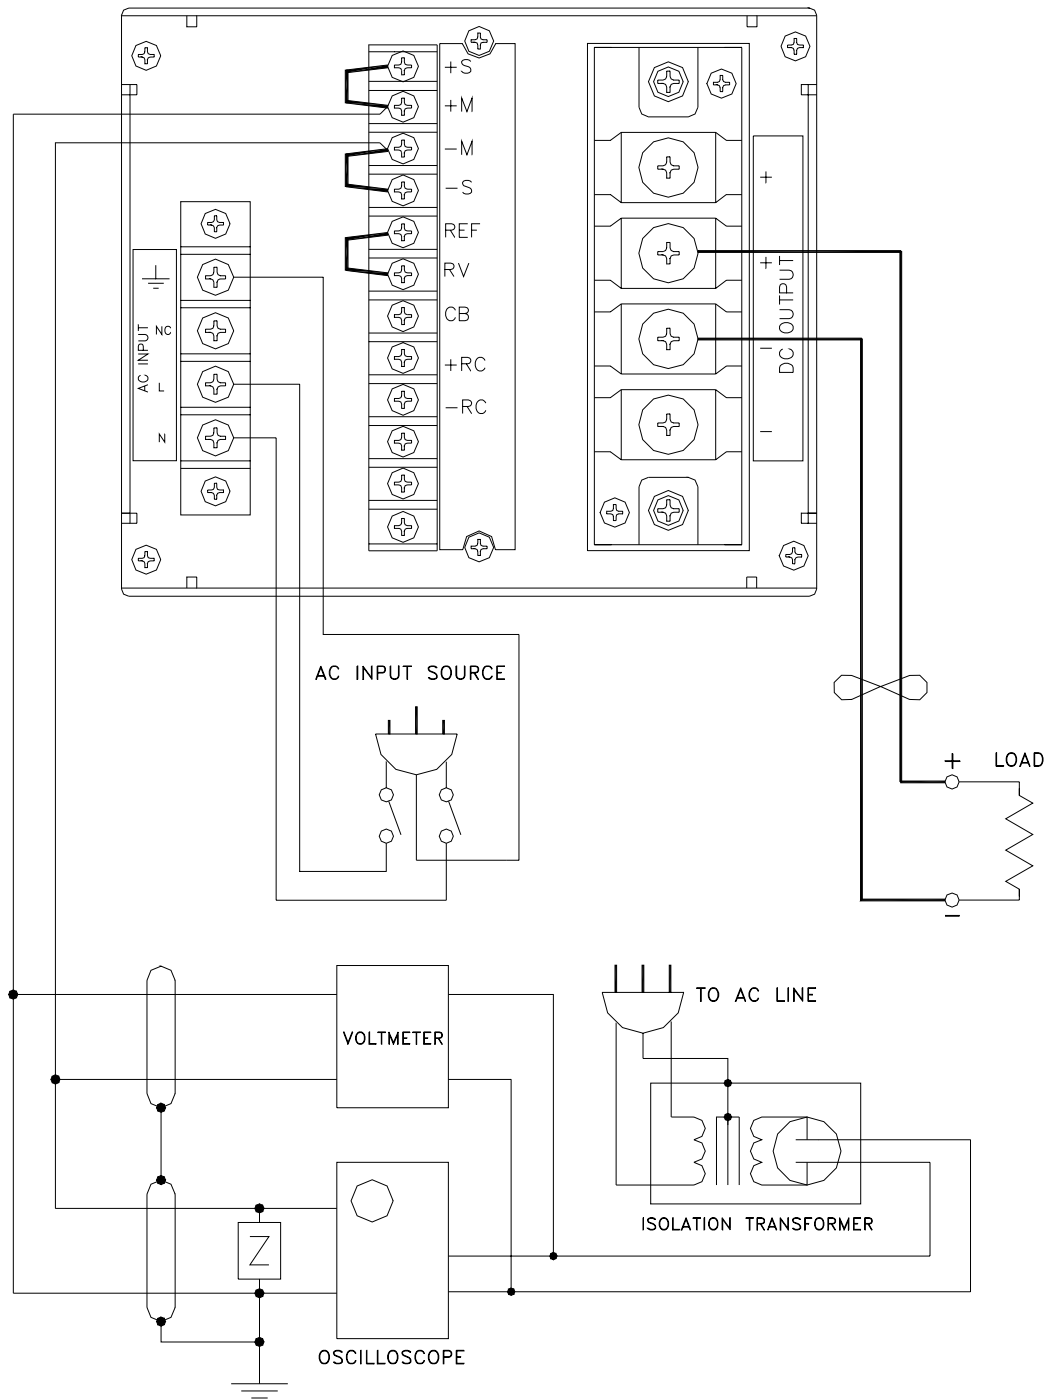 +S
+M
−M
−S
REF
RV
CB
+RC
−RC
AC INPUT
NC
L
N
+
+
−
−
DC OUTPUT
AC INPUT SOURCE
+
LOAD
−
TO AC LINE
VOLTMETER
ISOLATION TRANSFORMER
Z
OSCILLOSCOPE